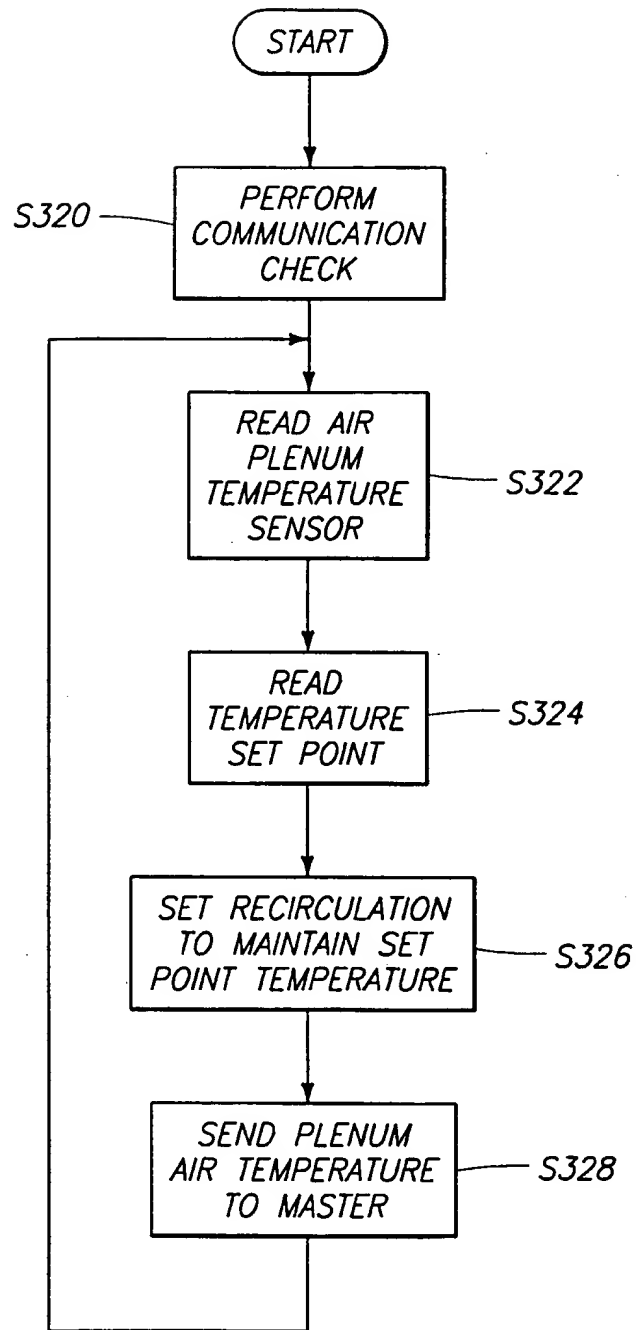 START
S320
PERFORM
COMMUNICATION
CHECK
READ AIR
PLENUM
TEMPERATURE
SENSOR
S322
READ
TEMPERATURE
SET POINT
S324
SET RECIRCULATION
TO MAINTAIN SET
POINT TEMPERATURE
S326
SEND PLENUM
AIR TEMPERATURE
TO MASTER
S328